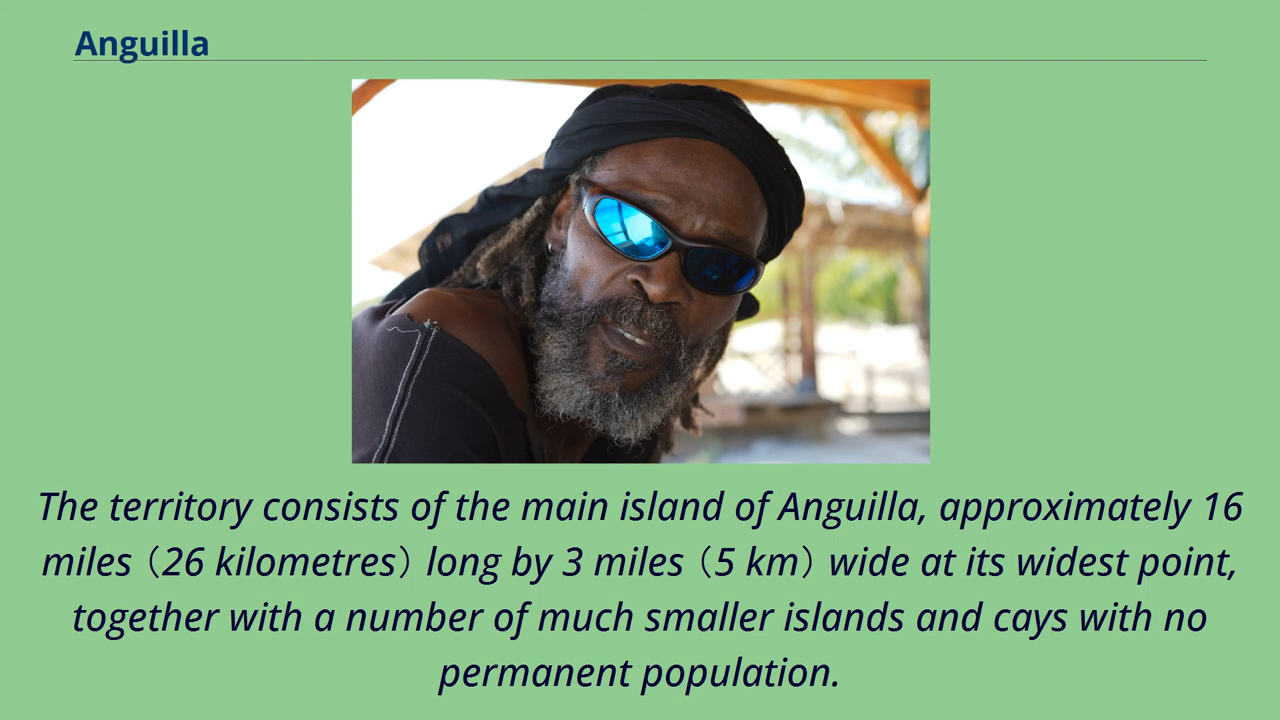 Anguilla
The territory consists of the main island of Anguilla, approximately 16
miles (26 kilometres) long by 3 miles (5 km) wide at its widest point,
together with a number of much smaller islands and cays with no
permanent population.